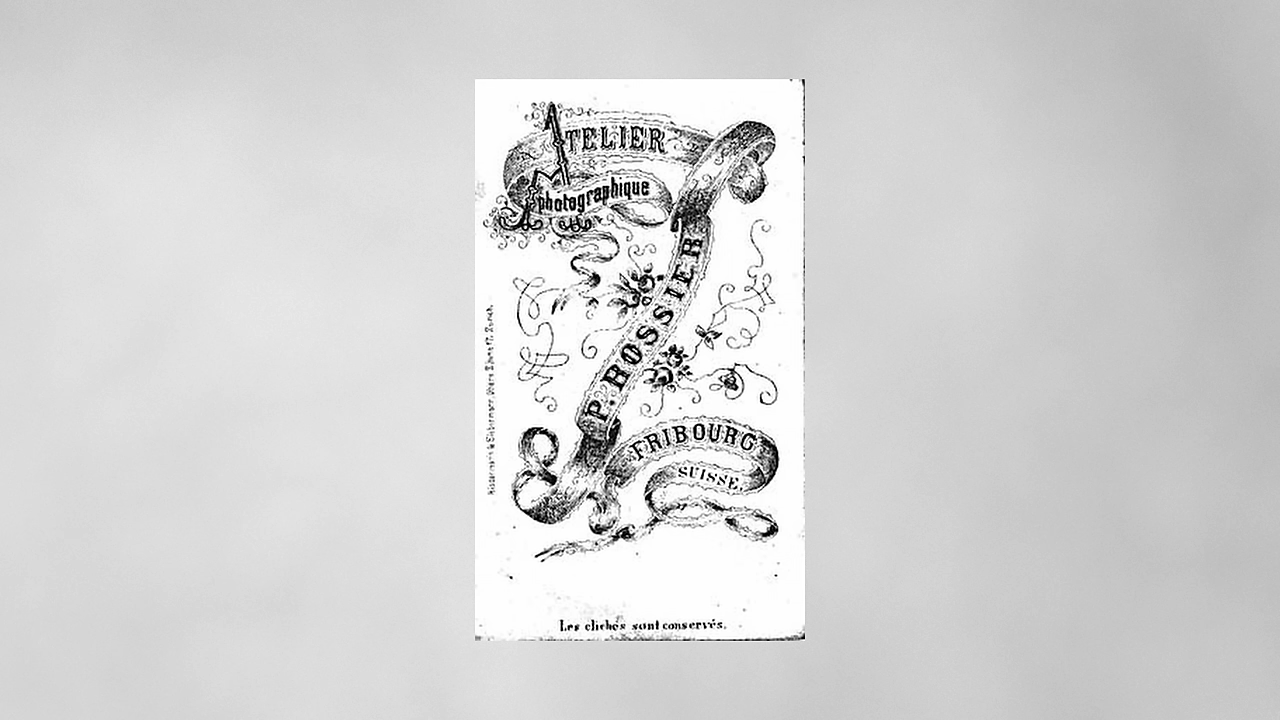 ATELIER
photographique
P. ROSSIER
FRIBOURG
SUISSE.
Les clichés sont conservés.